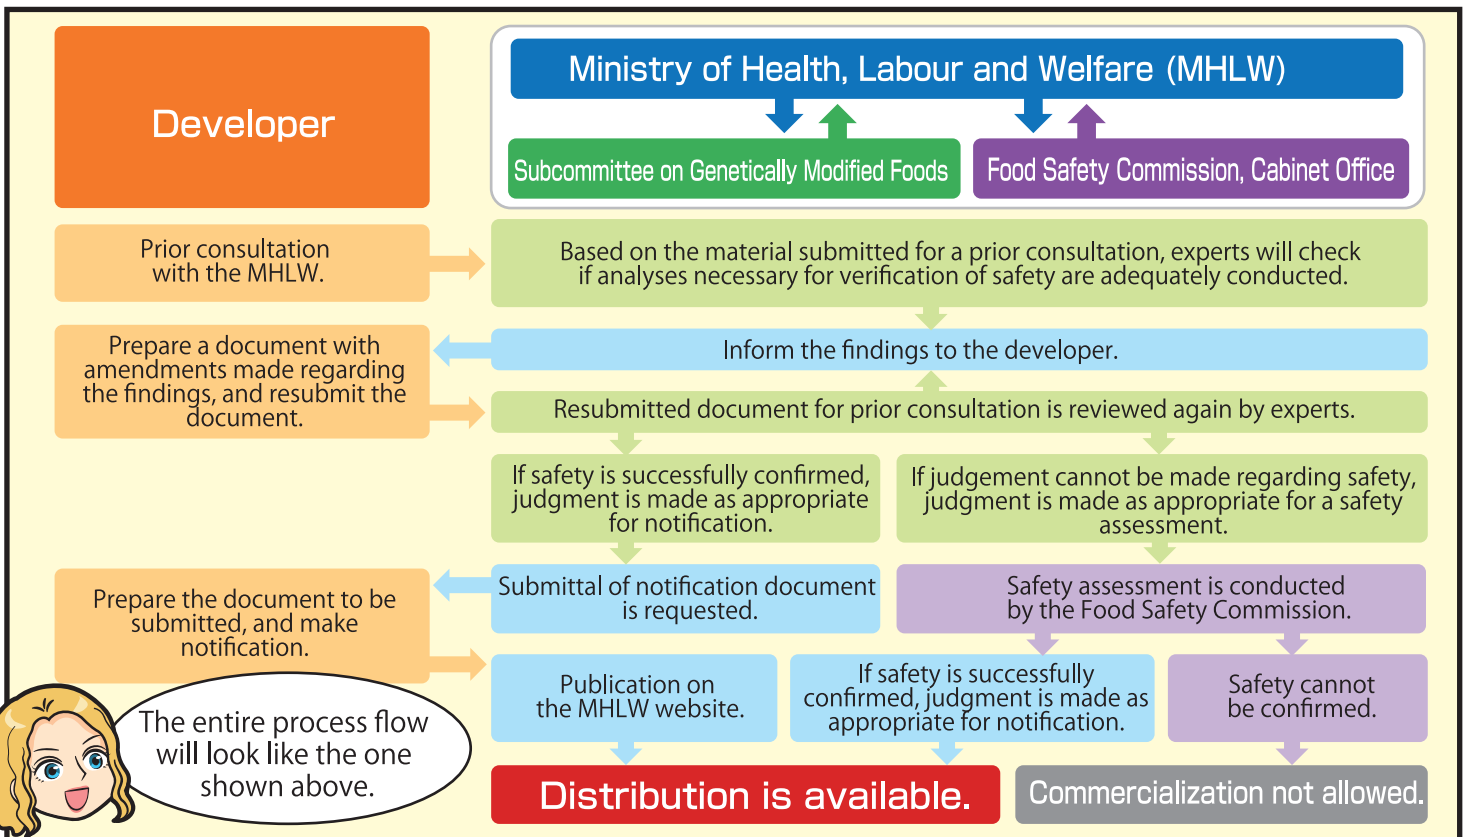 Developer
Ministry of Health, Labour and Welfare (MHLW)
Subcommittee on Genetically Modified Foods
Food Safety Commission, Cabinet Office
Prior consultation
with the MHLW.
Based on the material submitted for a prior consultation, experts will check
if analyses necessary for verification of safety are adequately conducted.
Inform the findings to the developer.
Prepare a document with
amendments made regarding
the findings, and resubmit the
document.
Resubmitted document for prior consultation is reviewed again by experts.
If safety is successfully confirmed,
judgment is made as appropriate
for notification.
If judgement cannot be made regarding safety,
judgment is made as appropriate for a safety
assessment.
Submittal of notification document
is requested.
Safety assessment is conducted
by the Food Safety Commission.
Prepare the document to be
submitted, and make
notification.
Publication on
the MHLW website.
If safety is successfully
confirmed, judgment is made as
appropriate for notification.
Safety cannot
be confirmed.
The entire process flow
will look like the one
shown above.
Distribution is available.
Commercialization not allowed.